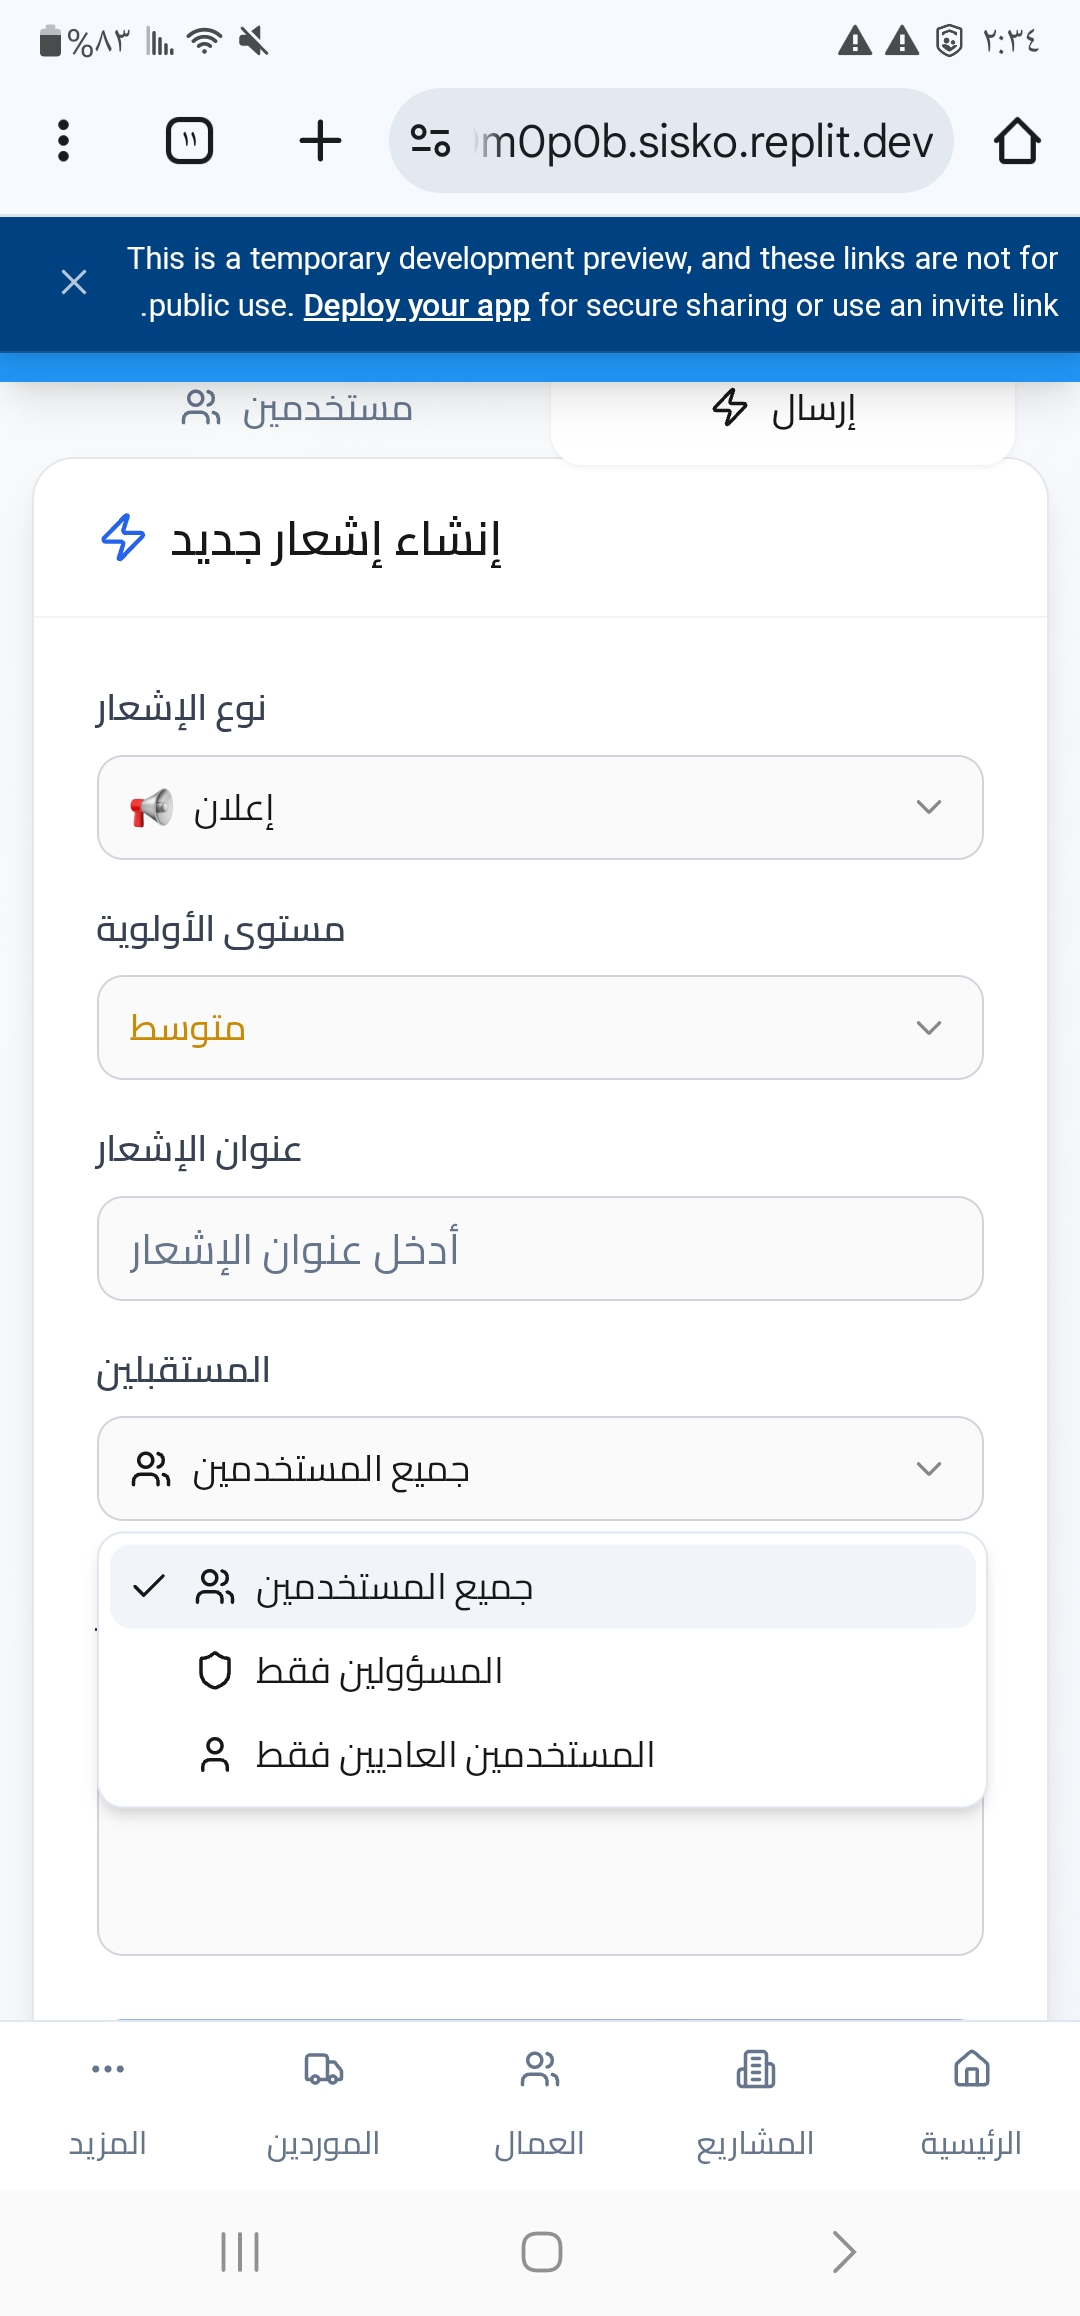 ٢:٣٤
%٨٣
m0p0b.sisko.replit.dev
١١
This is a temporary development preview, and these links are not for
.public use. Deploy your app for secure sharing or use an invite link
إرسال
مستخدمين
إنشاء إشعار جديد
نوع الإشعار
إعلان
مستوى الأولوية
متوسط
عنوان الإشعار
أدخل عنوان الإشعار
المستقبلين
جميع المستخدمين
جميع المستخدمين
المسؤولين فقط
المستخدمين العاديين فقط
الرئيسية
المشاريع
العمال
الموردين
المزيد